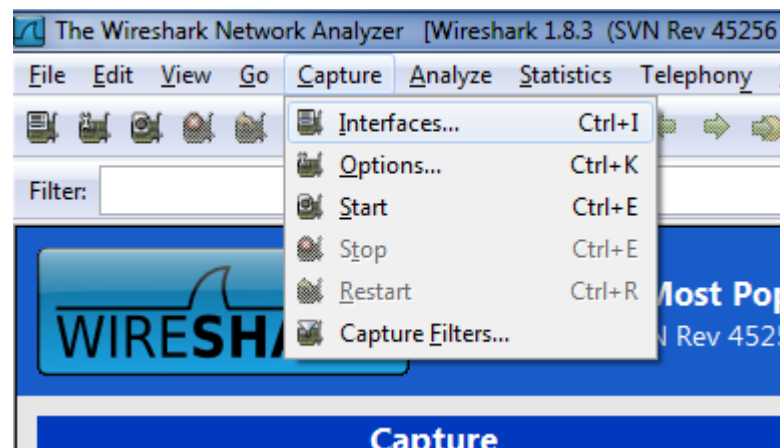 The Wireshark Network Analyzer [Wireshark 1.8.3 (SVN Rev 45256
File Edit View Go Capture Analyze Statistics Telephony
Interfaces... Ctrl+I
Options... Ctrl+K
Filter:
Start Ctrl+E
Stop Ctrl+E
Restart Ctrl+R
Most Pop
Capture Filters...
N Rev 4525
WIRESHA
Capture